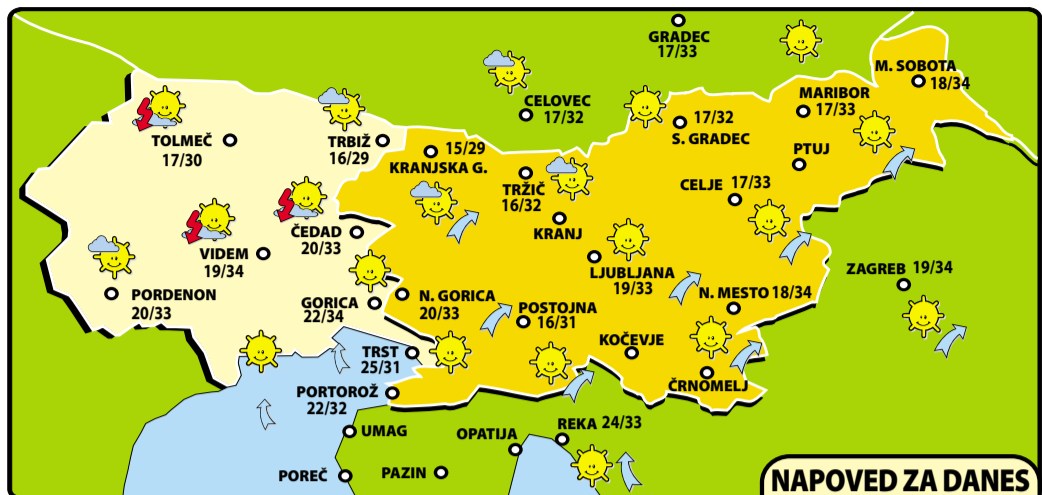 GRADEC
17/33
M. SOBOTA
18/34
MARIBOR
17/33
CELOVEC
17/32
17/32
S. GRADEC
TOLMEČ
17/30
TRBIŽ
16/29
15/29
KRANJSKA G.
PTUJ
TRŽIČ
16/32
CELJE 17/33
KRANJ
ČEDAD
20/33
VIDEM
19/34
LJUBLJANA
19/33
ZAGREB 19/34
PORDENON
20/33
GORICA
22/34
N. GORICA
20/33
N. MESTO 18/34
POSTOJNA
16/31
KOČEVJE
TRST
25/31
ČRNOMELJ
PORTOROŽ
22/32
UMAG
OPATIJA
REKA 24/33
POREČ
PAZIN
NAPOVED ZA DANES